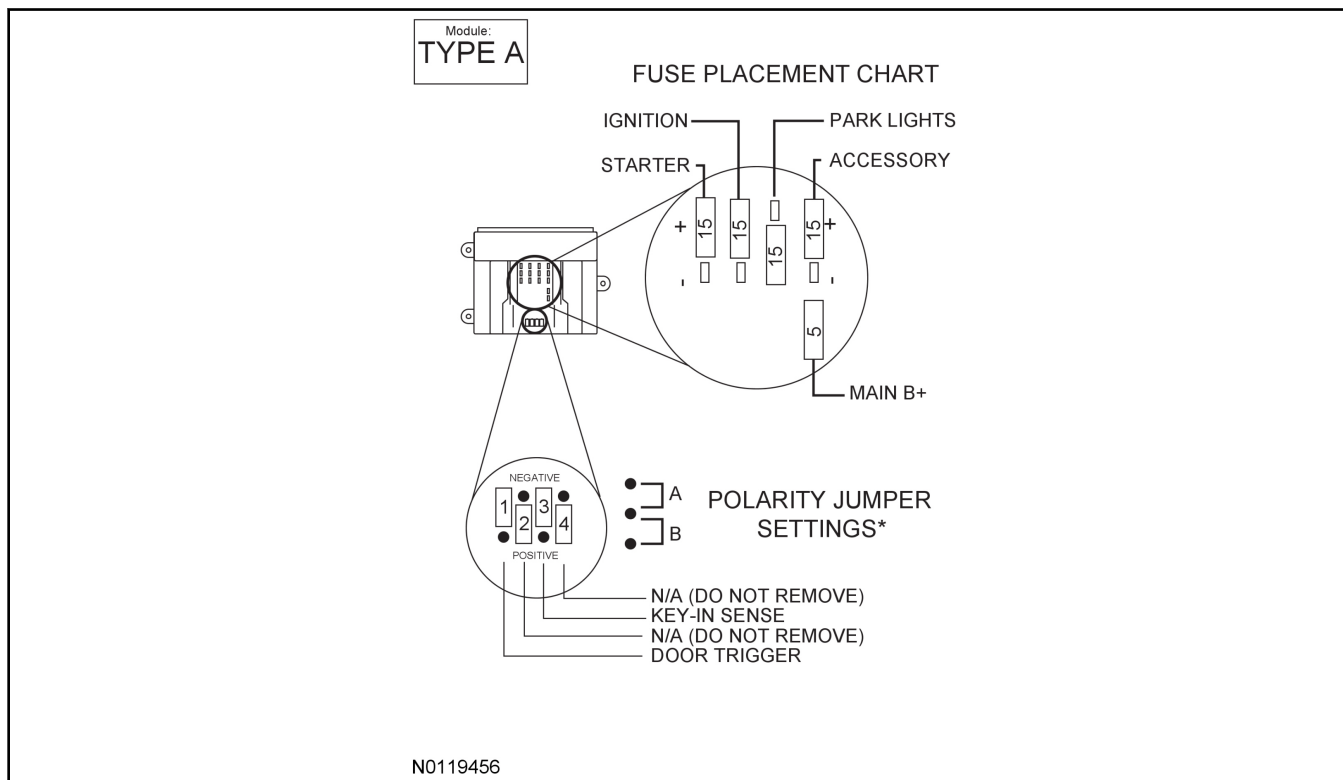 Module:
TYPE A
FUSE PLACEMENT CHART
IGNITION
PARK LIGHTS
STARTER
ACCESSORY
+ 15 15 15 15 +
- -
5
MAIN B+
NEGATIVE
1 2 3 4
POSITIVE
A
B
POLARITY JUMPER
SETTINGS*
N/A (DO NOT REMOVE)
KEY-IN SENSE
N/A (DO NOT REMOVE)
DOOR TRIGGER
N0119456